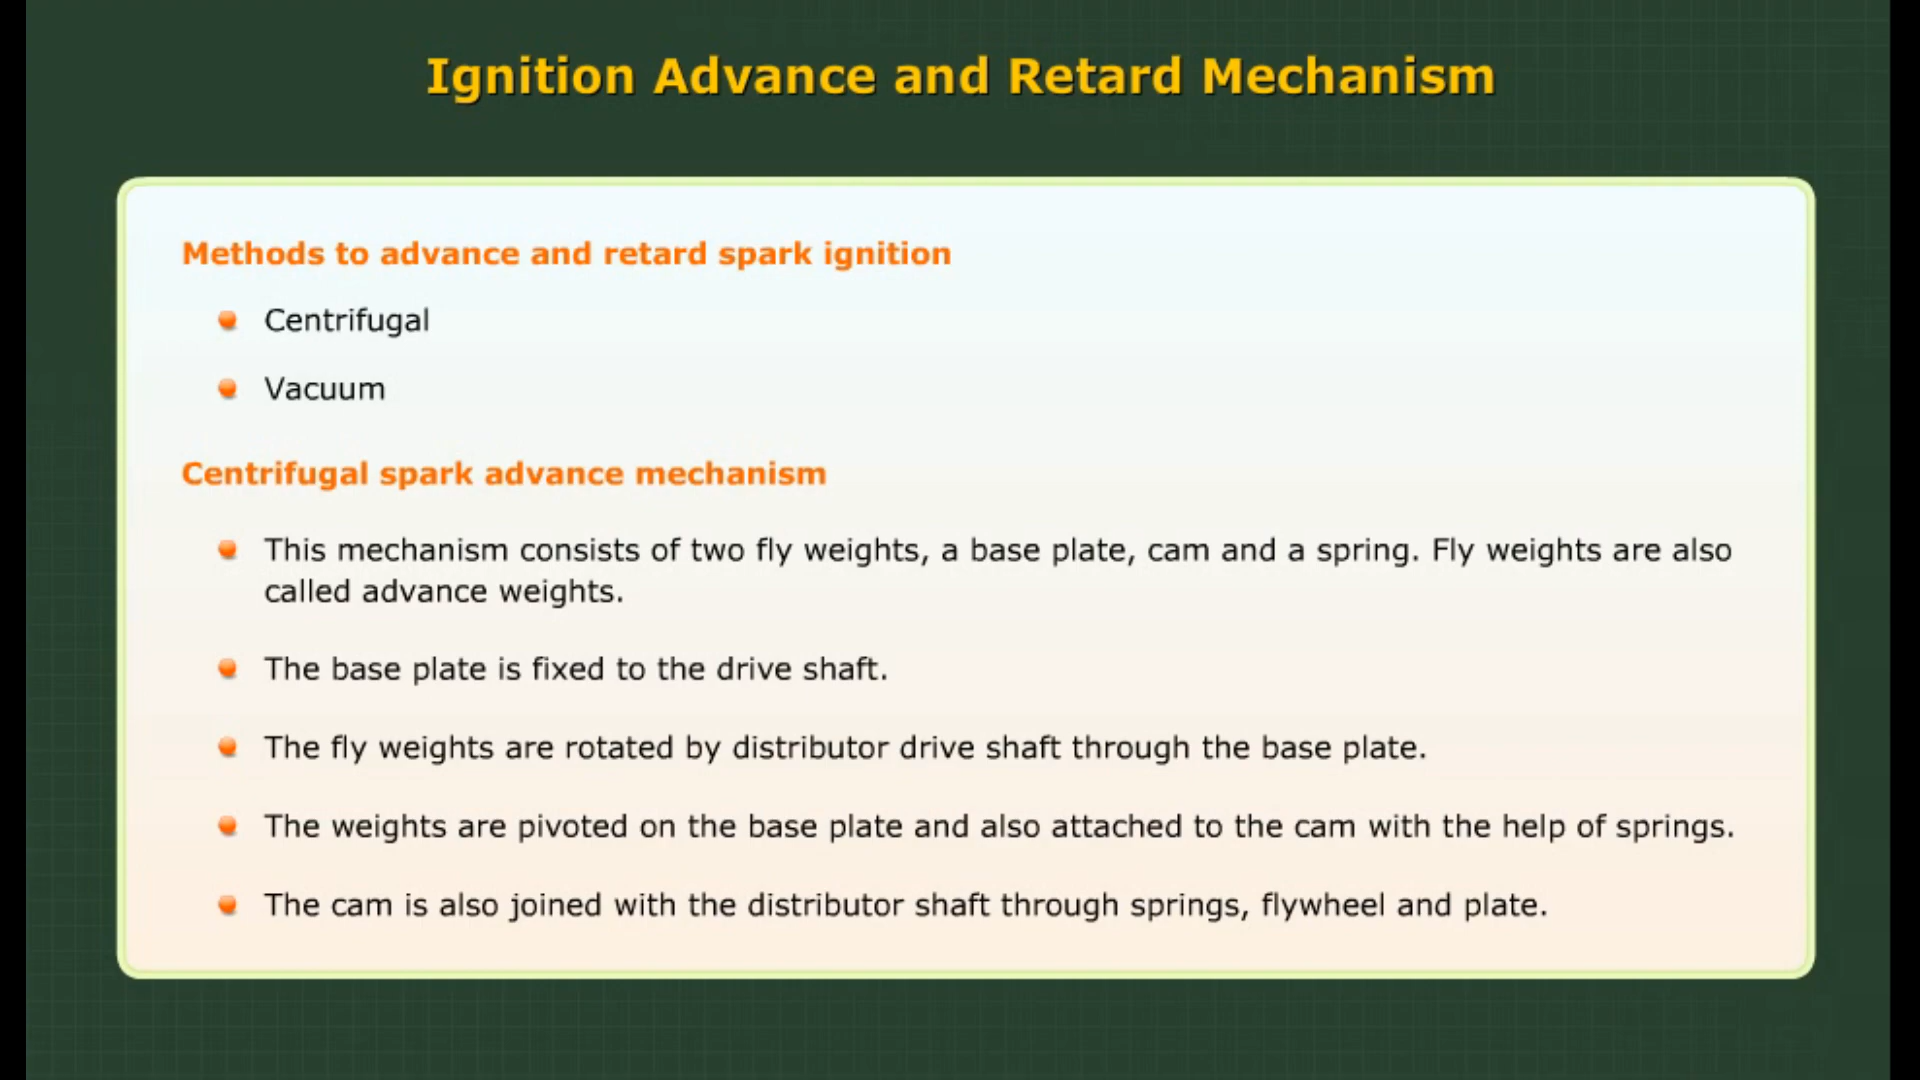 Ignition Advance and Retard Mechanism
Methods to advance and retard spark ignition
Centrifugal
Vacuum
Centrifugal spark advance mechanism
This mechanism consists of two fly weights, a base plate, cam and a spring. Fly weights are also
called advance weights.
The base plate is fixed to the drive shaft.
The fly weights are rotated by distributor drive shaft through the base plate.
The weights are pivoted on the base plate and also attached to the cam with the help of springs.
The cam is also joined with the distributor shaft through springs, flywheel and plate.